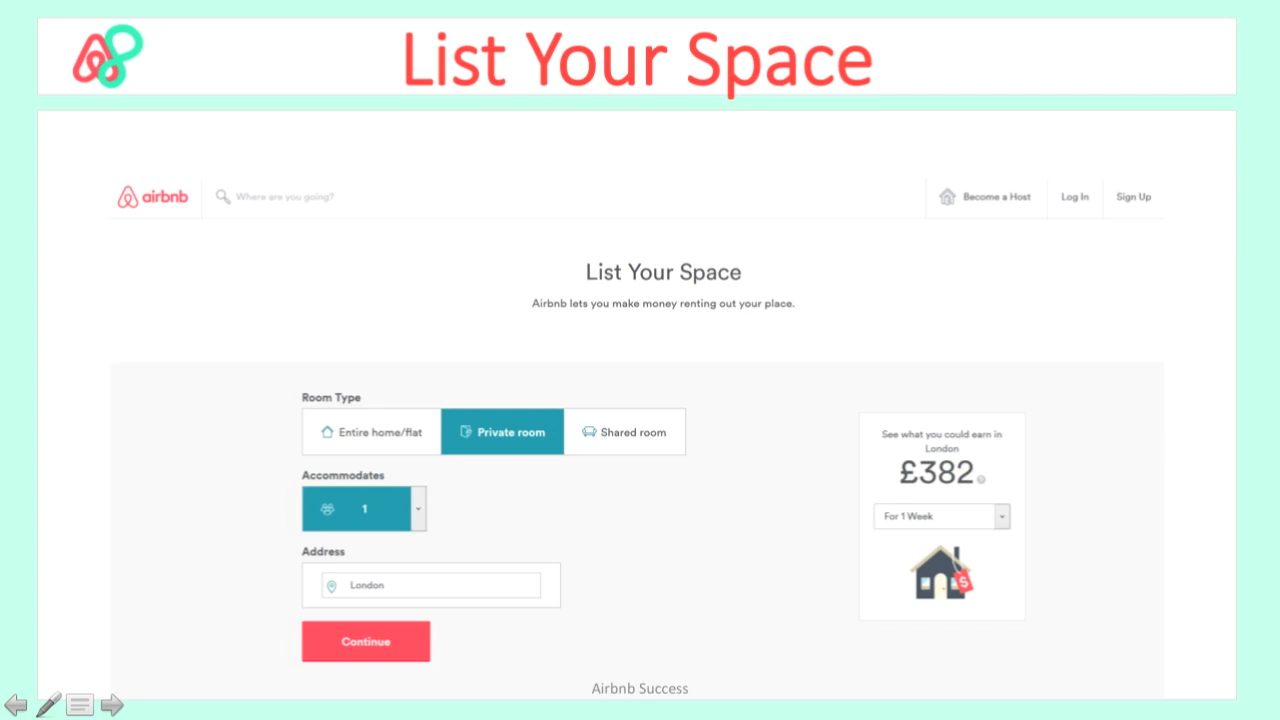 List Your Space
airbnb
Where are you going?
Become a Host
Log In
Sign Up
List Your Space
Airbnb lets you make money renting out your place.
Room Type
Entire home/flat
Private room
Shared room
Accommodates
1
Address
London
Continue
See what you could earn in
London
£382
?
For 1 Week
$
Airbnb Success